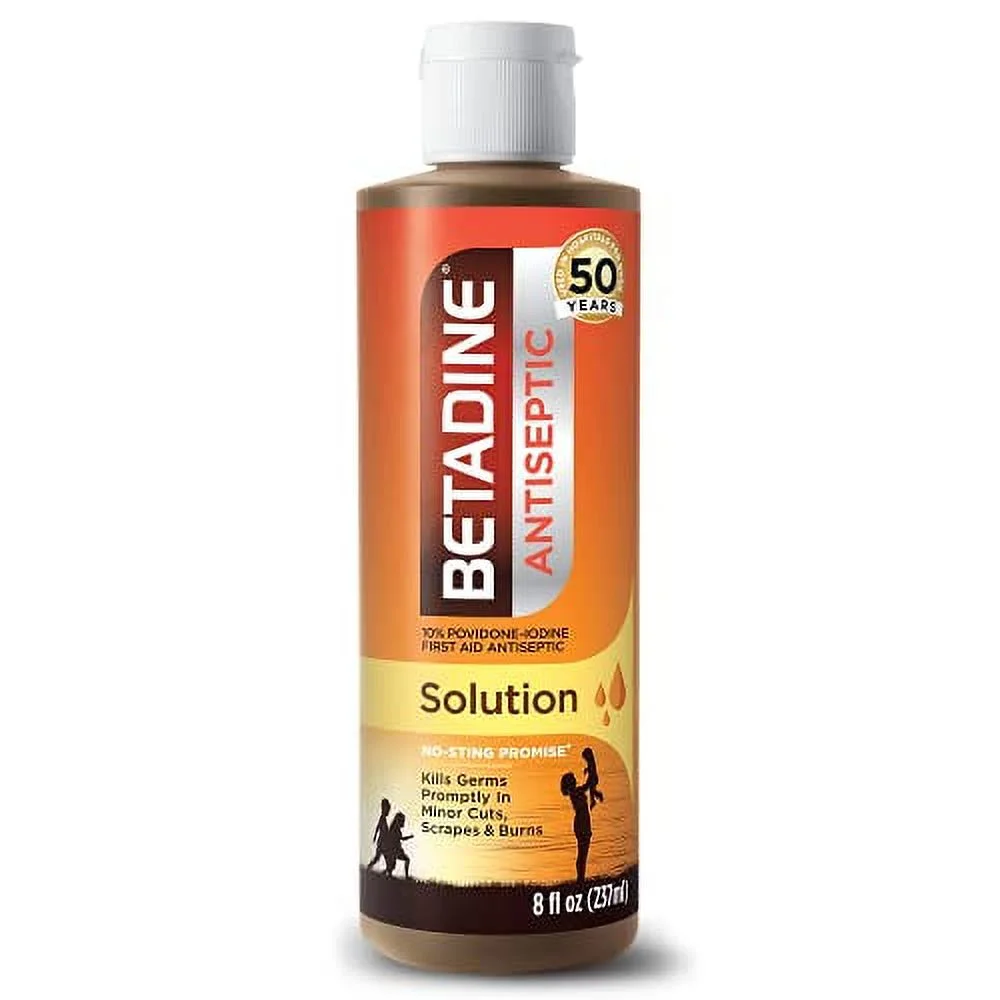 BETADINE®
ANTISEPTIC
50
YEARS
10% POVIDONE-IODINE
FIRST AID ANTISEPTIC
Solution
NO-STING PROMISE*
Kills Germs
Promptly in
Minor Cuts,
Scrapes & Burns
8 fl oz (237ml)